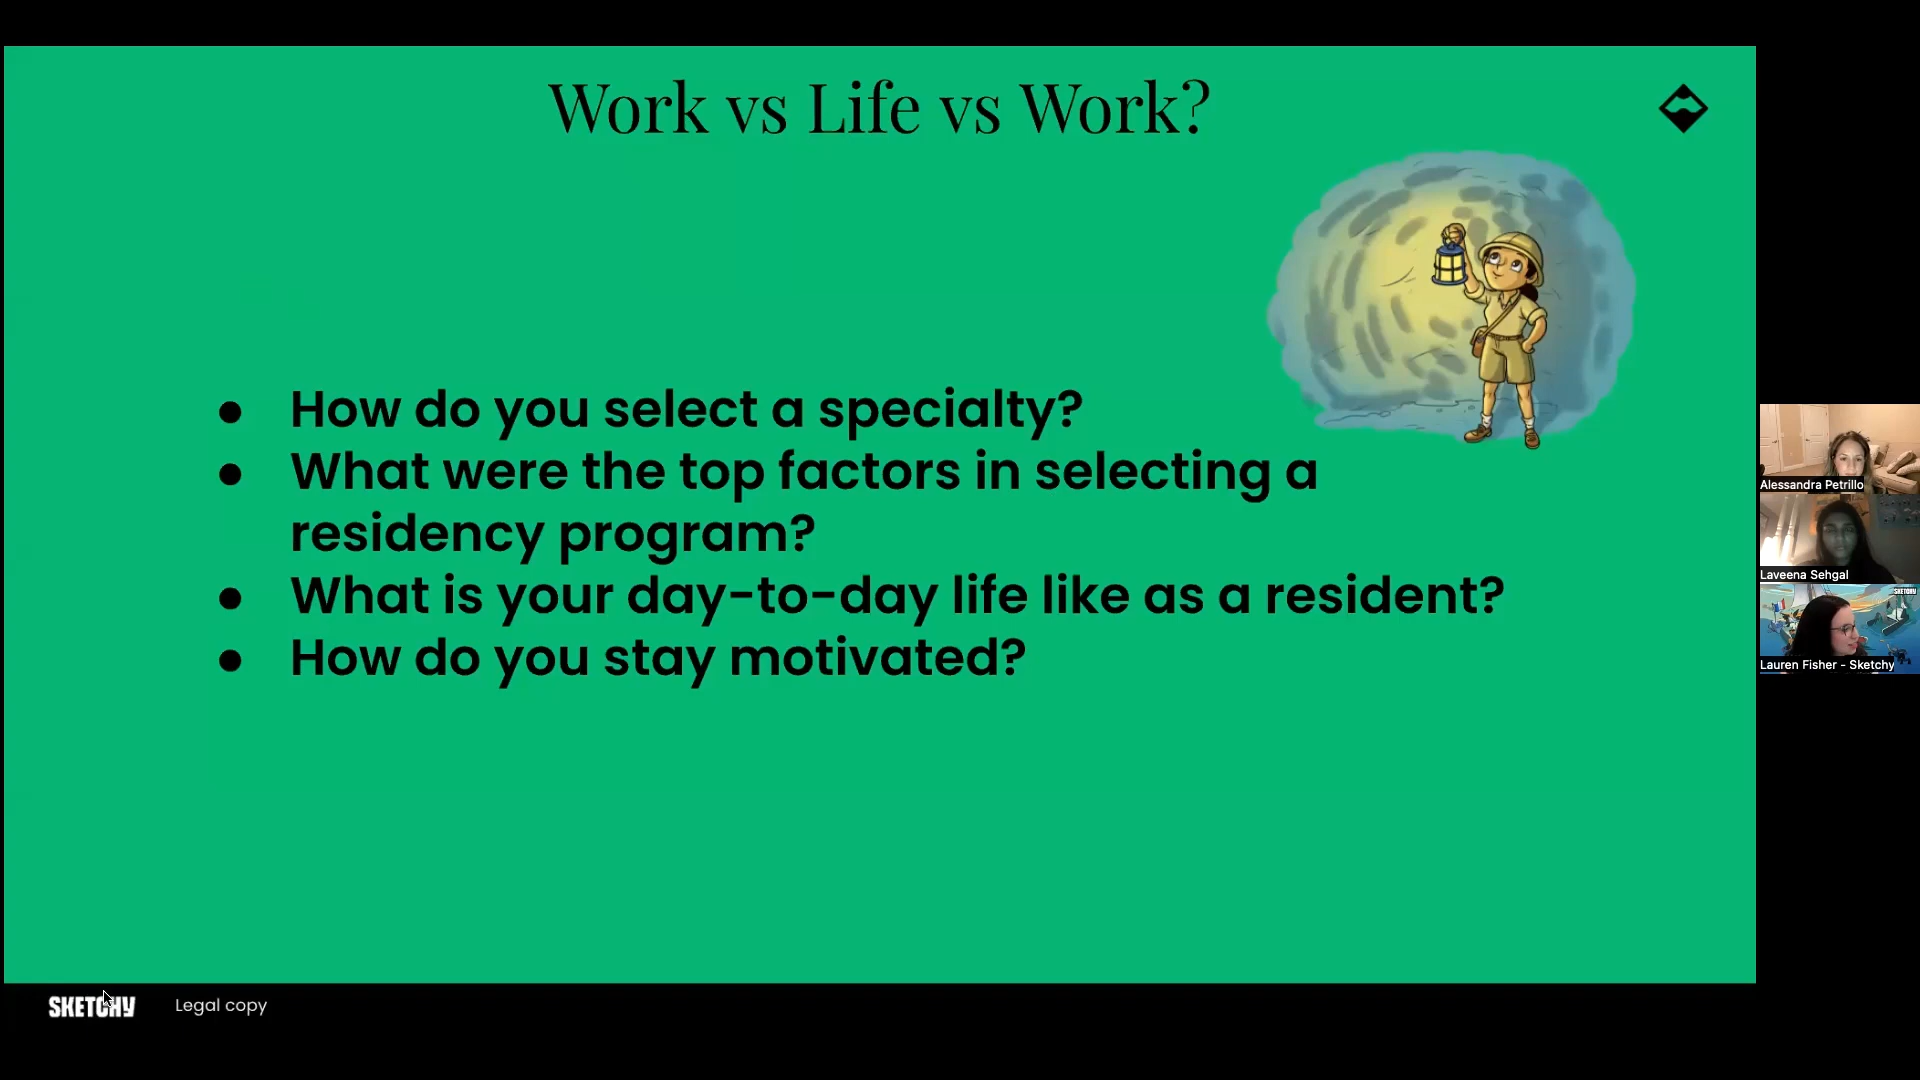 Work vs Life vs Work?
● How do you select a specialty?
● What were the top factors in selecting a
residency program?
● What is your day-to-day life like as a resident?
● How do you stay motivated?
Alessandra Petrillo
Laveena Sehgal
SKETCHY
Lauren Fisher - Sketchy
SKETCHY
Legal copy